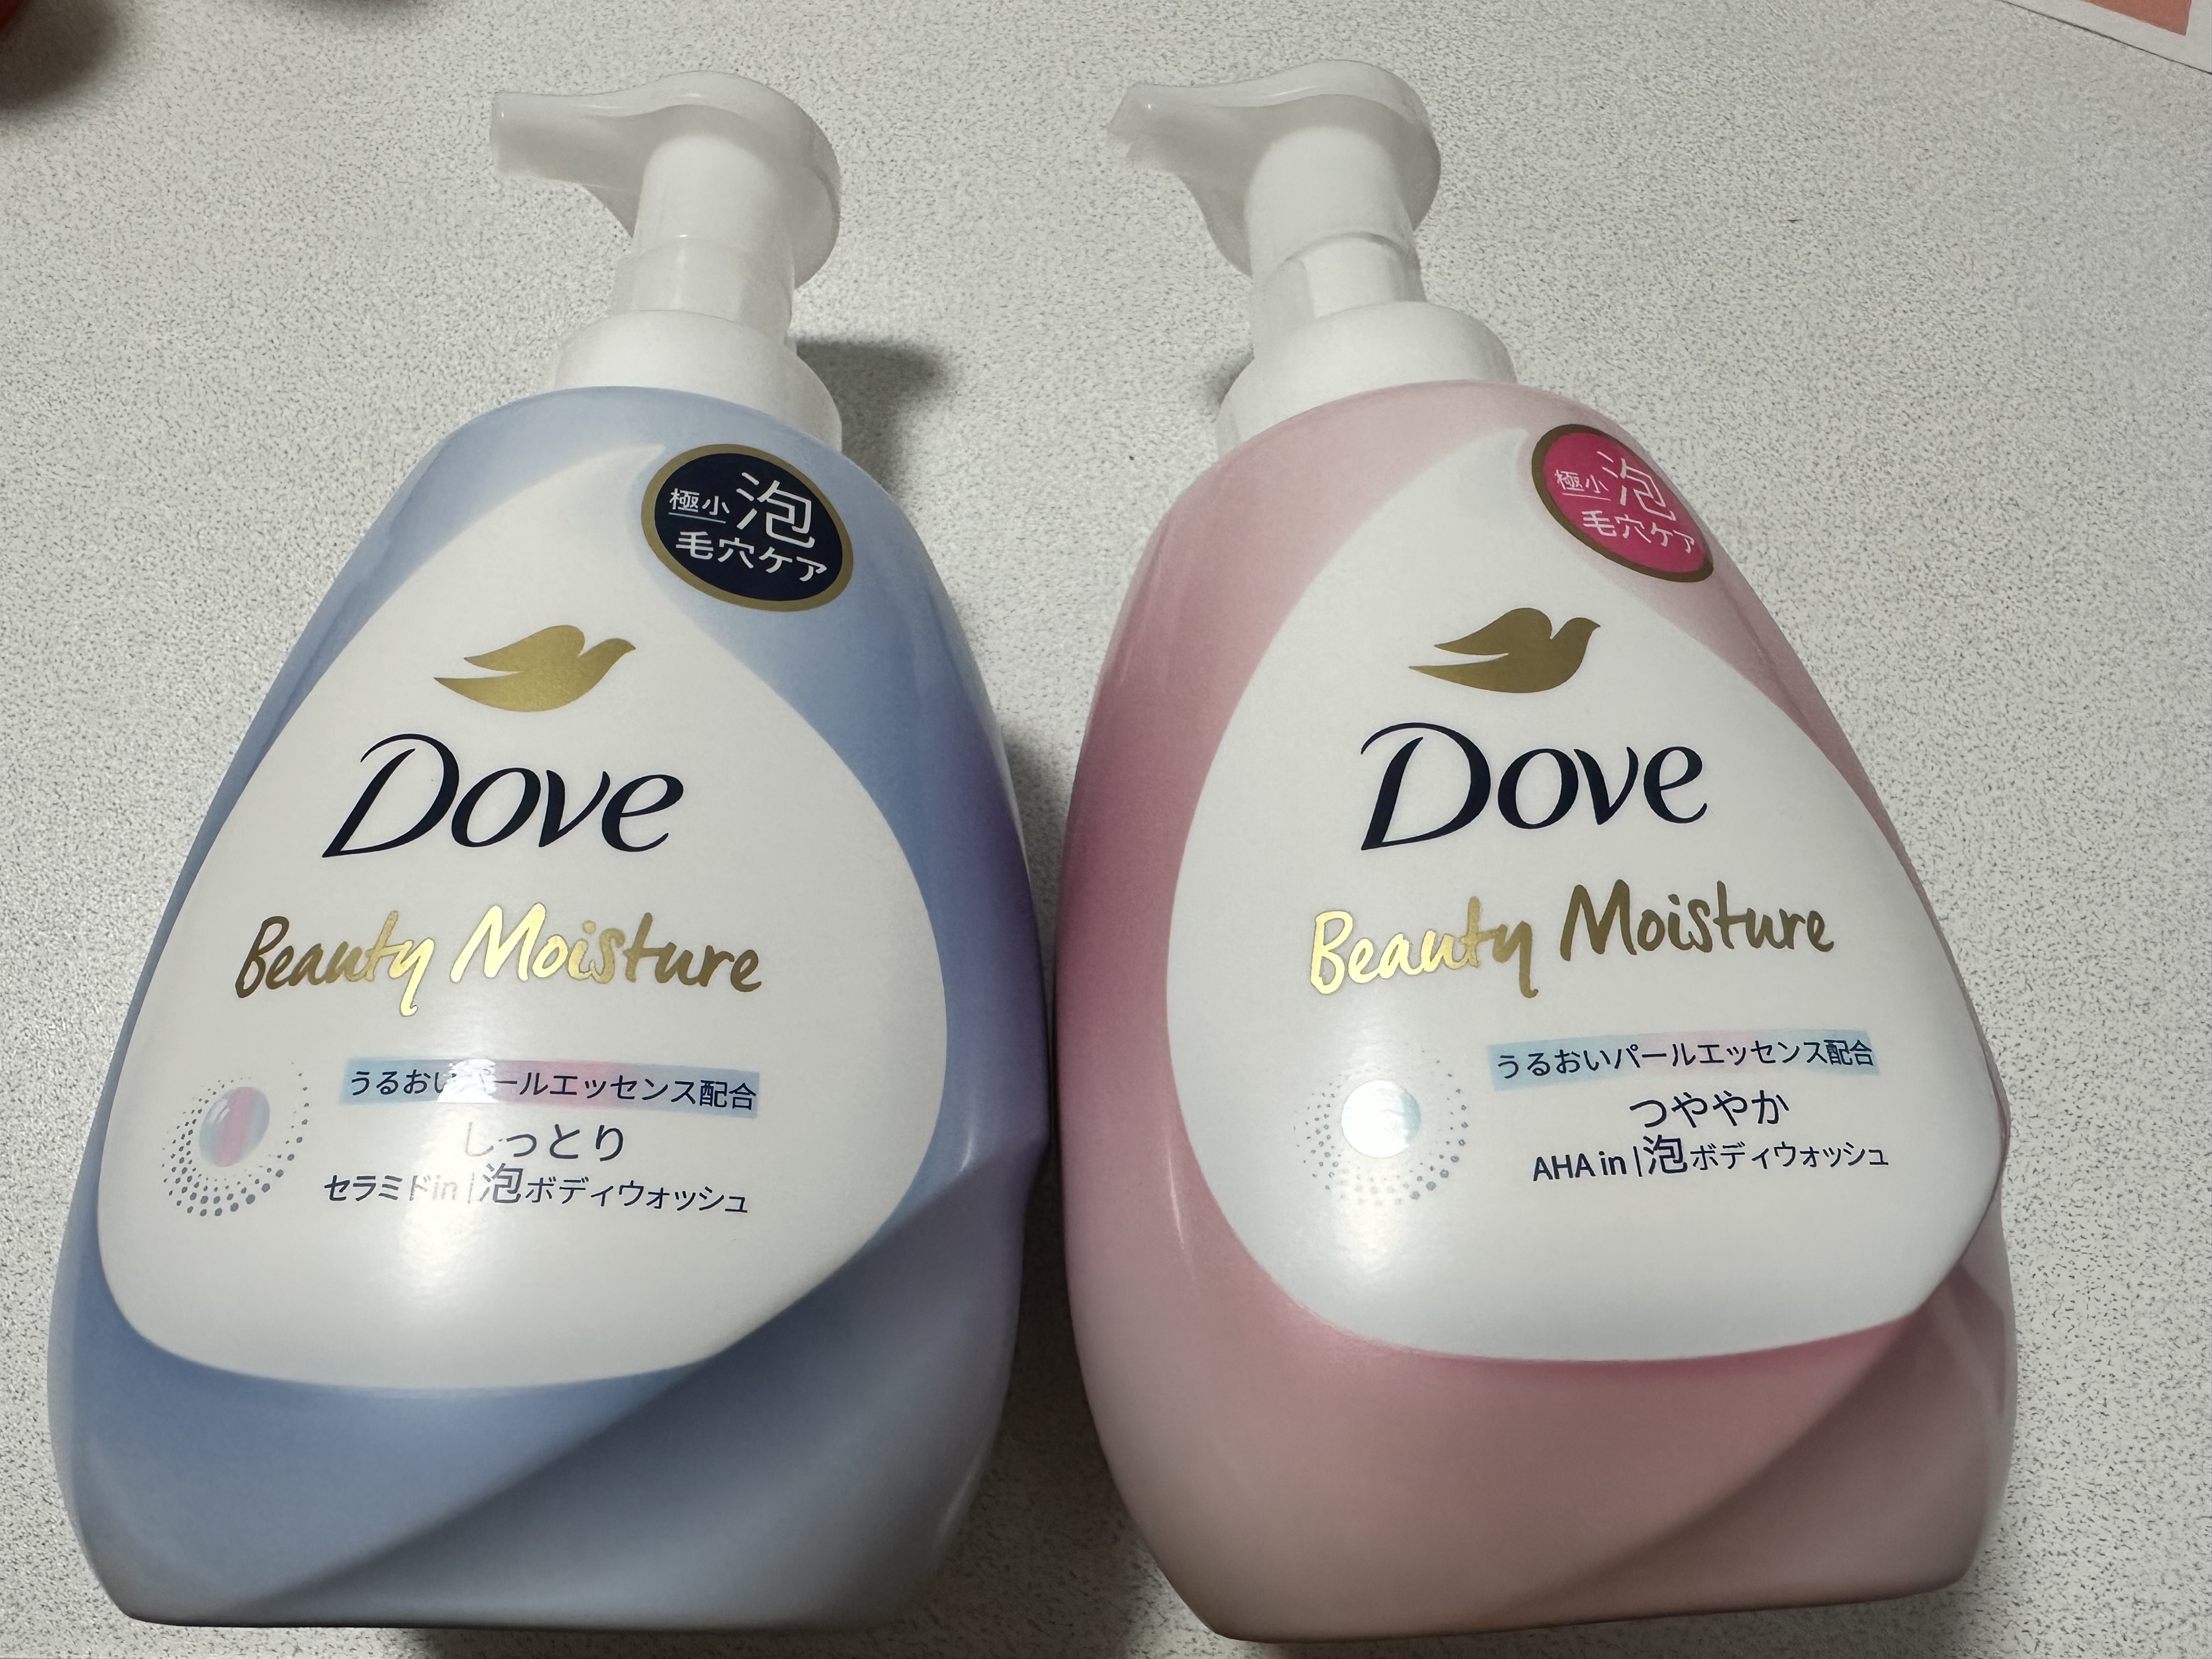 極小泡
毛穴ケア
Dove
Beauty Moisture
うるおいパールエッセンス配合
しっとり
セラミドin|泡ボディウォッシュ
極小泡
毛穴ケア
Dove
Beauty Moisture
うるおいパールエッセンス配合
つややか
AHA in|泡ボディウォッシュ